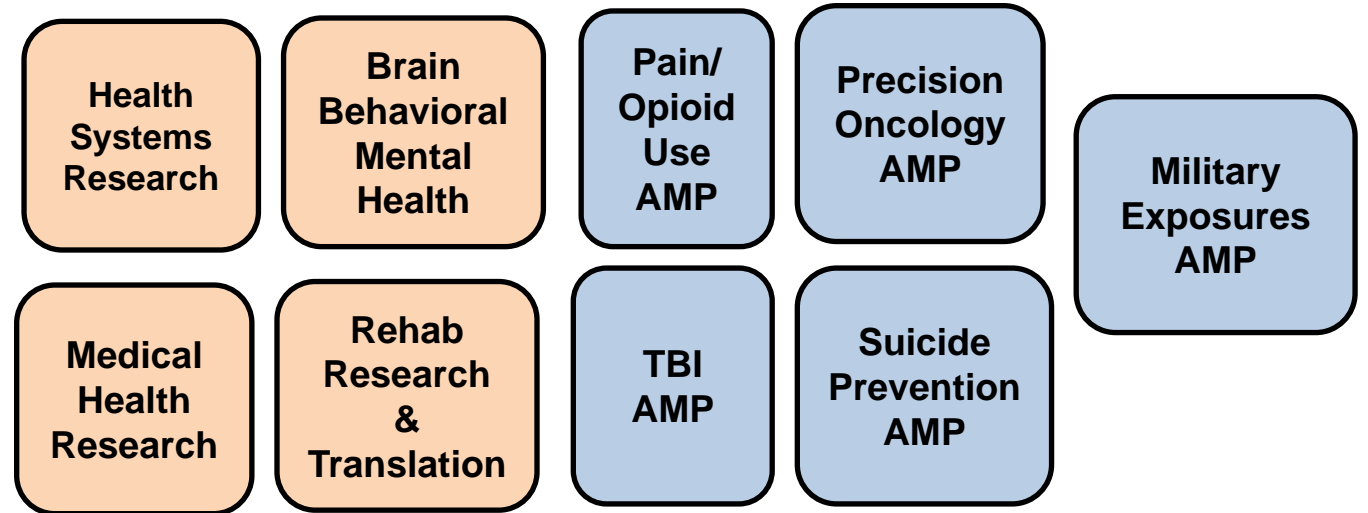 Health
Systems
Research
Brain
Behavioral
Mental
Health
Pain/
Opioid
Use
AMP
Precision
Oncology
AMP
Military
Exposures
AMP
Medical
Health
Research
Rehab
Research
&
Translation
TBI
AMP
Suicide
Prevention
AMP